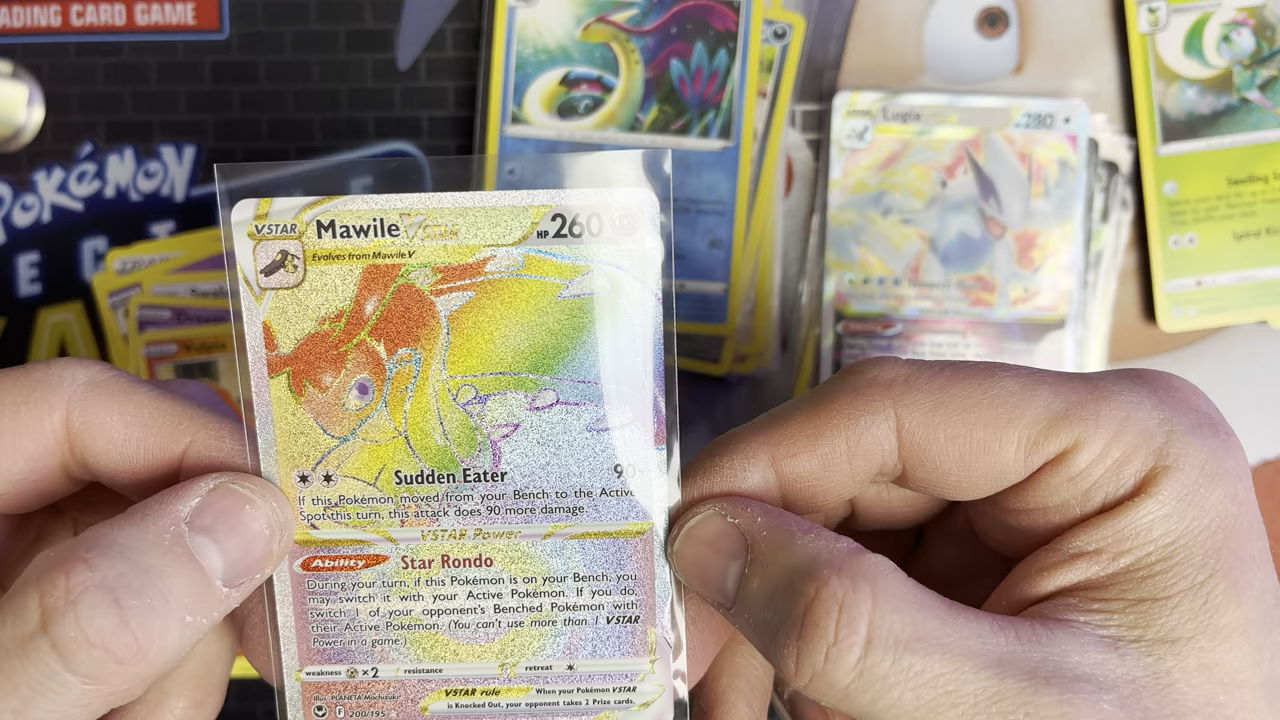 RADING CARD GAME
POKéMON
Lugia
280
VSTAR
Mawile VSTAR
HP 260
Evolves from Mawile V
Sudden Eater
90+
If this Pokémon moved from your Bench to the Active
Spot this turn, this attack does 90 more damage.
VSTAR Power
Ability
Star Rondo
During your turn, if this Pokémon is on your Bench, you
may switch it with your Active Pokémon. If you do,
switch 1 of your opponent's Benched Pokémon with
their Active Pokémon. (You can't use more than 1 VSTAR
Power in a game.)
weakness ×2 resistance retreat
VSTAR rule
When your Pokémon VSTAR
is Knocked Out, your opponent takes 2 Prize cards.
Illus. PLANETA Mochizuki
F 200/195